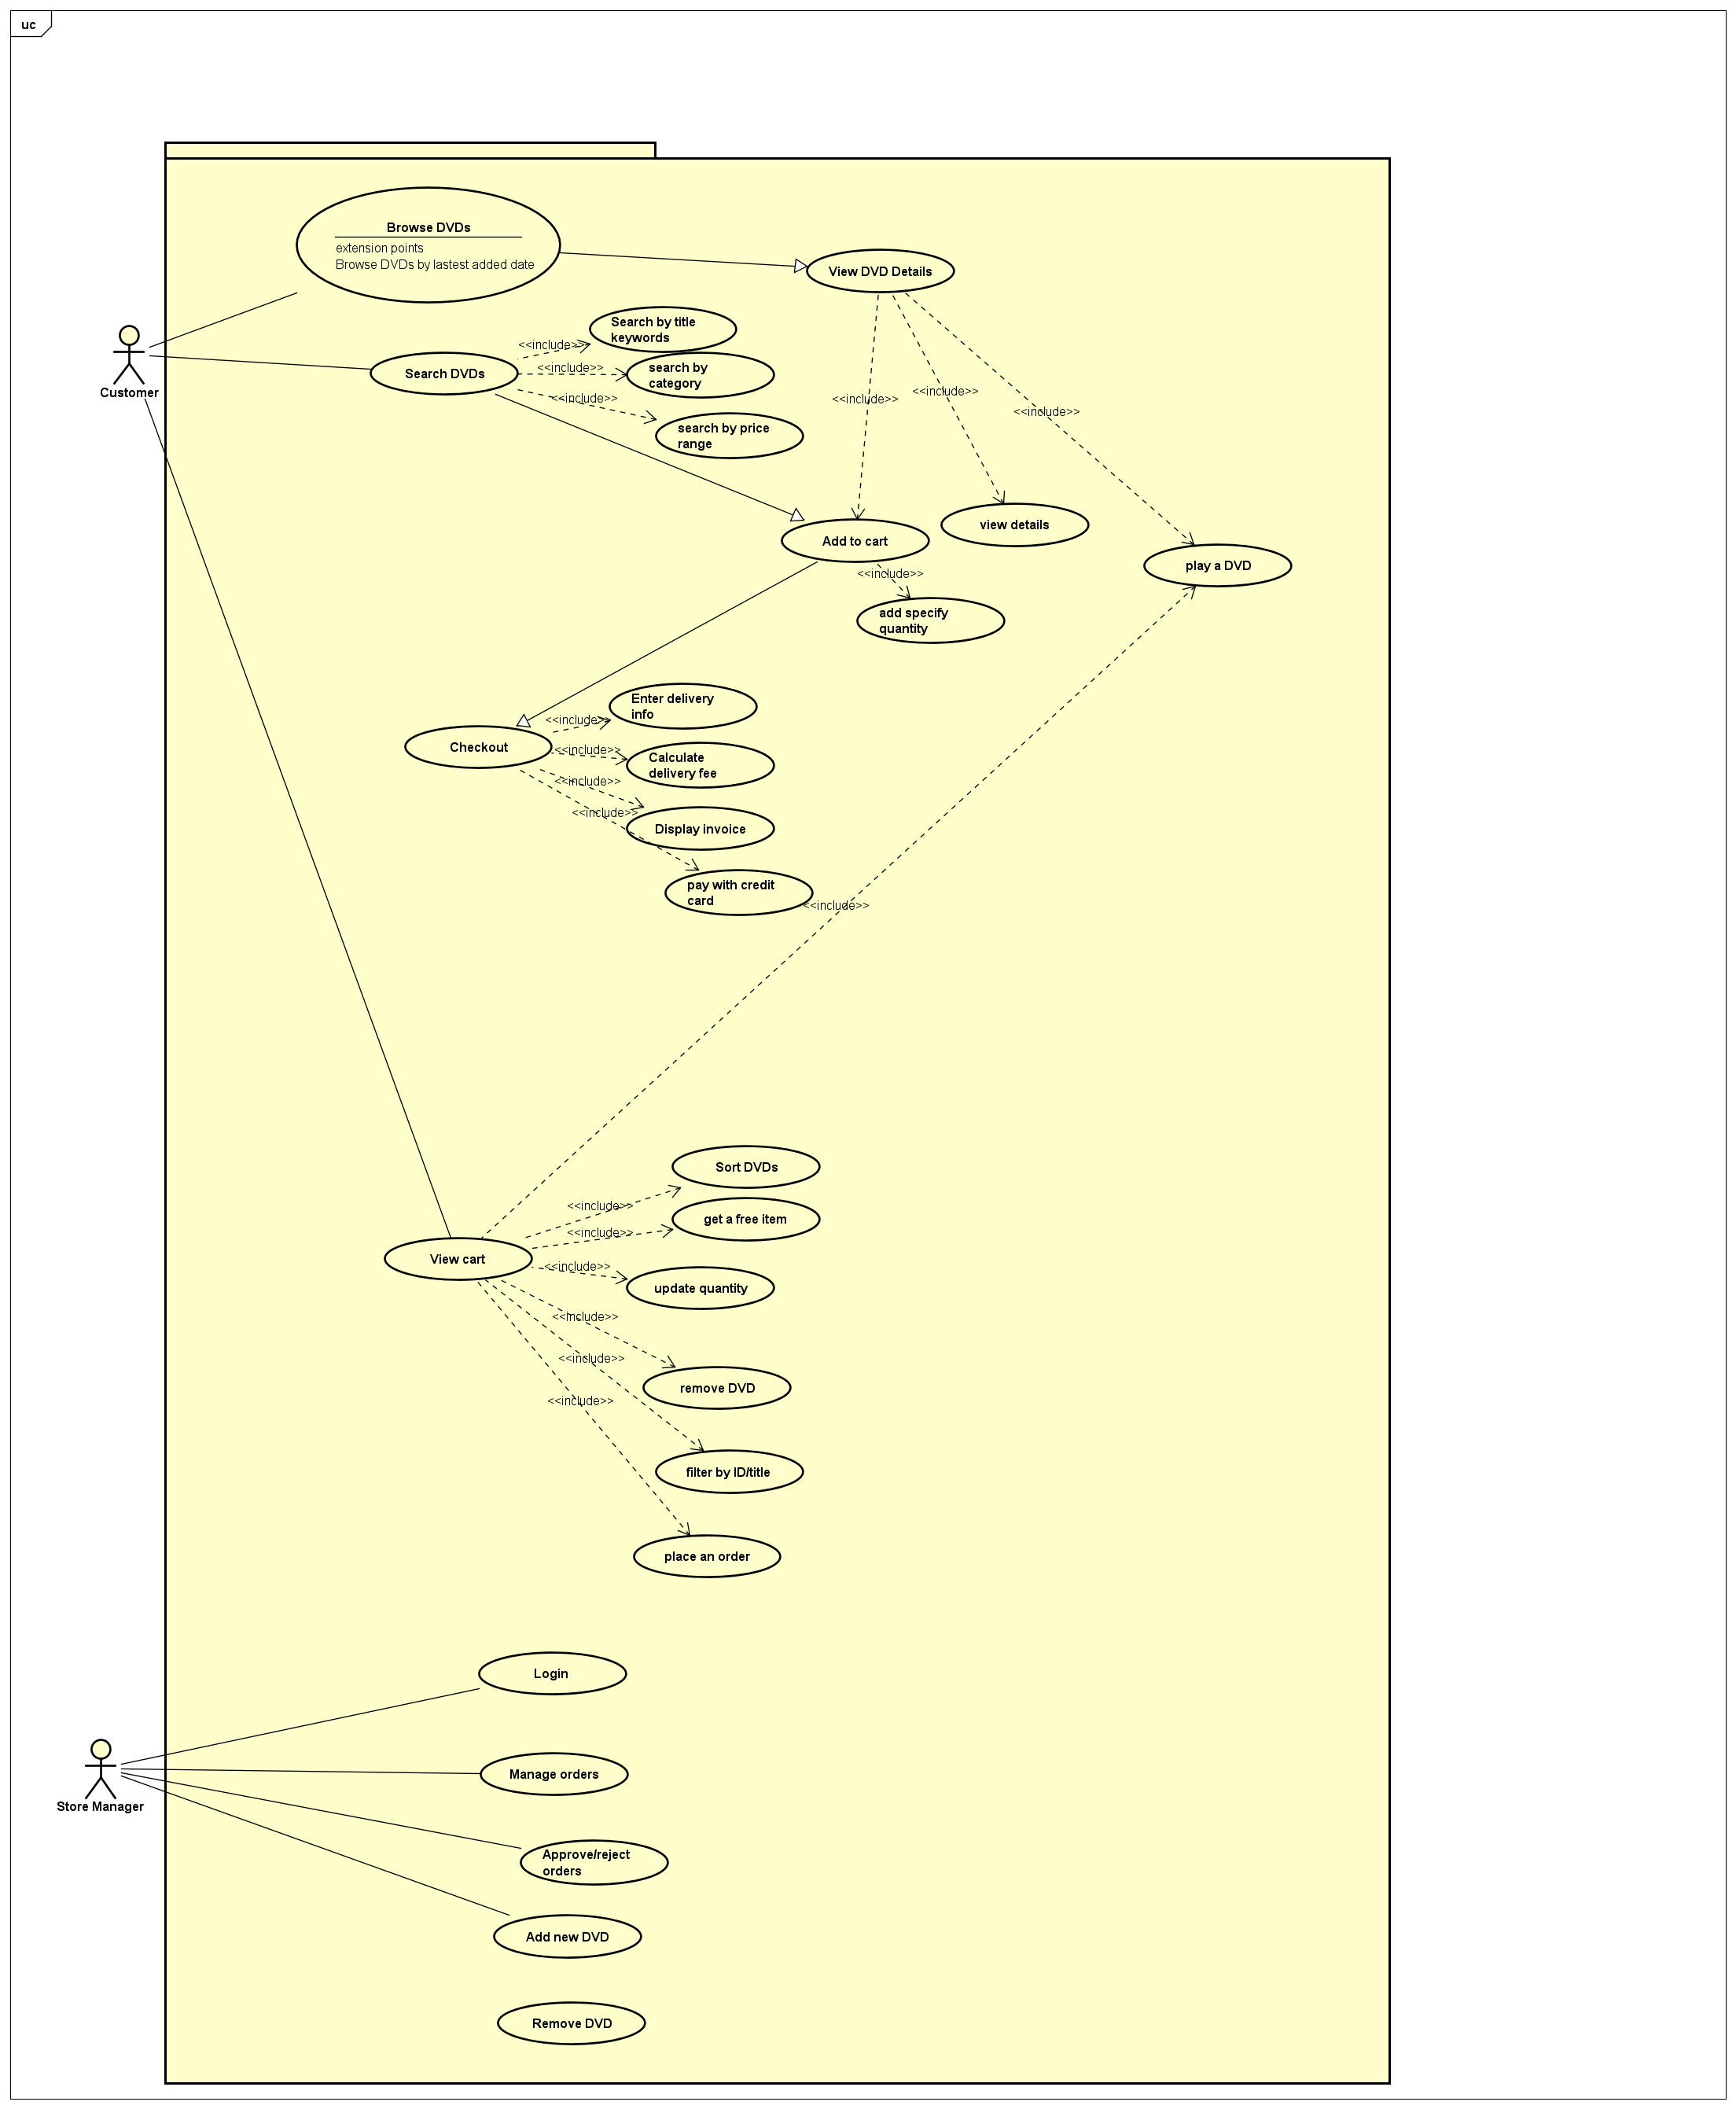 uc
Browse DVDs
extension points
Browse DVDs by lastest added date
View DVD Details
Search by title
keywords
<<include>>
Customer
Search DVDs
<<include>>
search by
category
<<include>>
search by price
range
<<include>>
<<include>>
<<include>>
view details
Add to cart
play a DVD
<<include>>
add specify
quantity
Enter delivery
info
<<include>>
Checkout
<<include>>
Calculate
delivery fee
<<include>>
<<include>>
Display invoice
pay with credit
card
<<include>>
Sort DVDs
<<include>>
get a free item
<<include>>
View cart
<<include>>
update quantity
<<include>>
<<include>>
remove DVD
<<include>>
filter by ID/title
place an order
Login
Manage orders
Store Manager
Approve/reject
orders
Add new DVD
Remove DVD